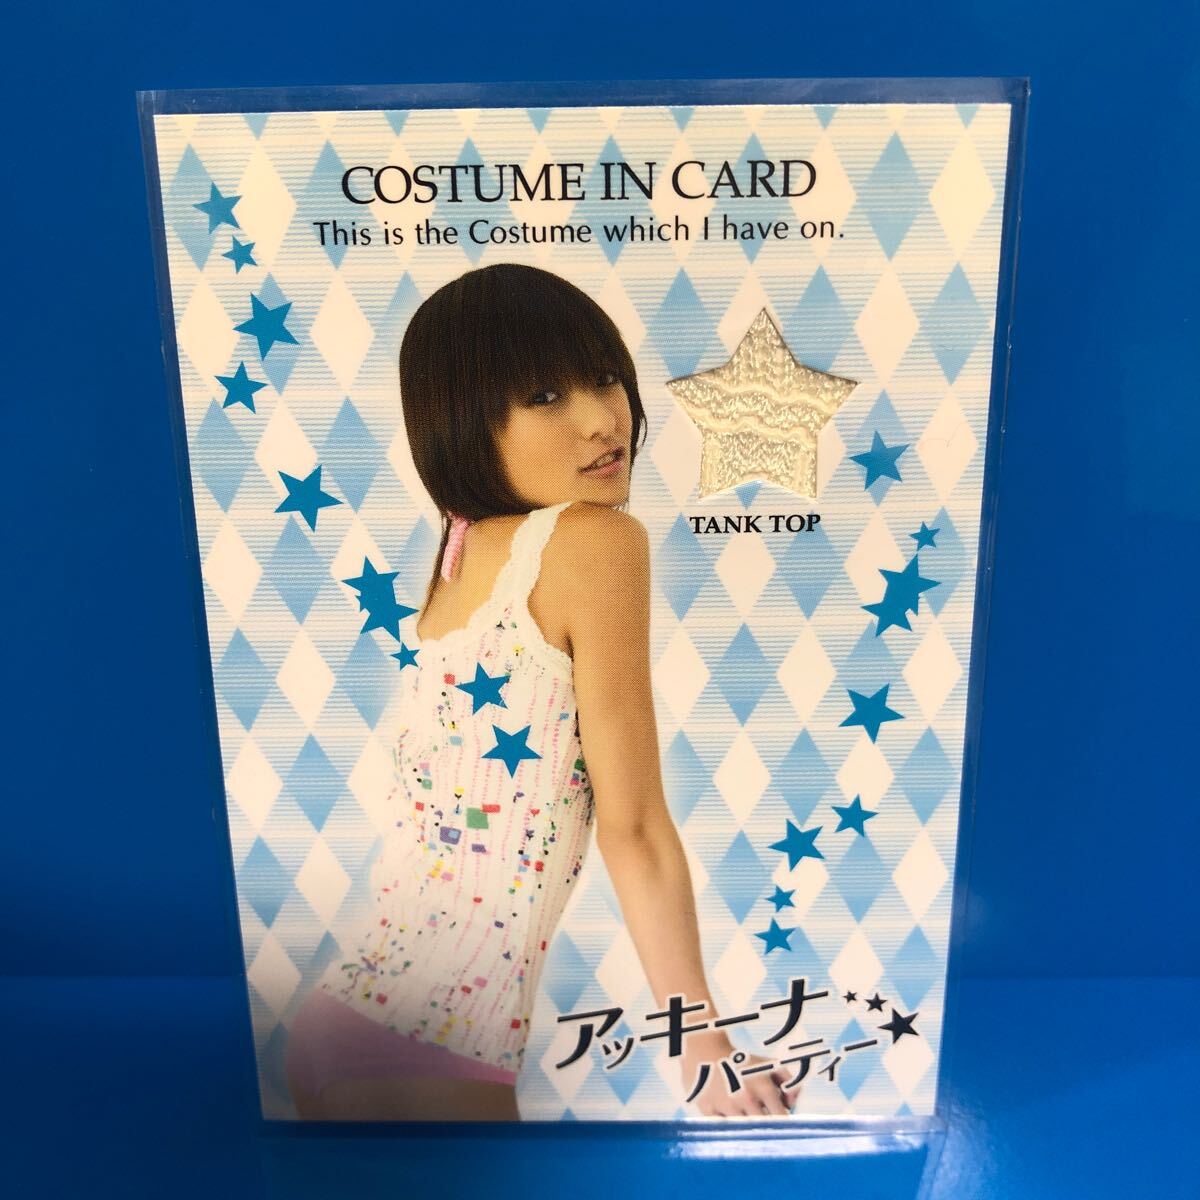 COSTUME IN CARD
This is the Costume which I have on.
TANK TOP
アッキーナ
パーティー